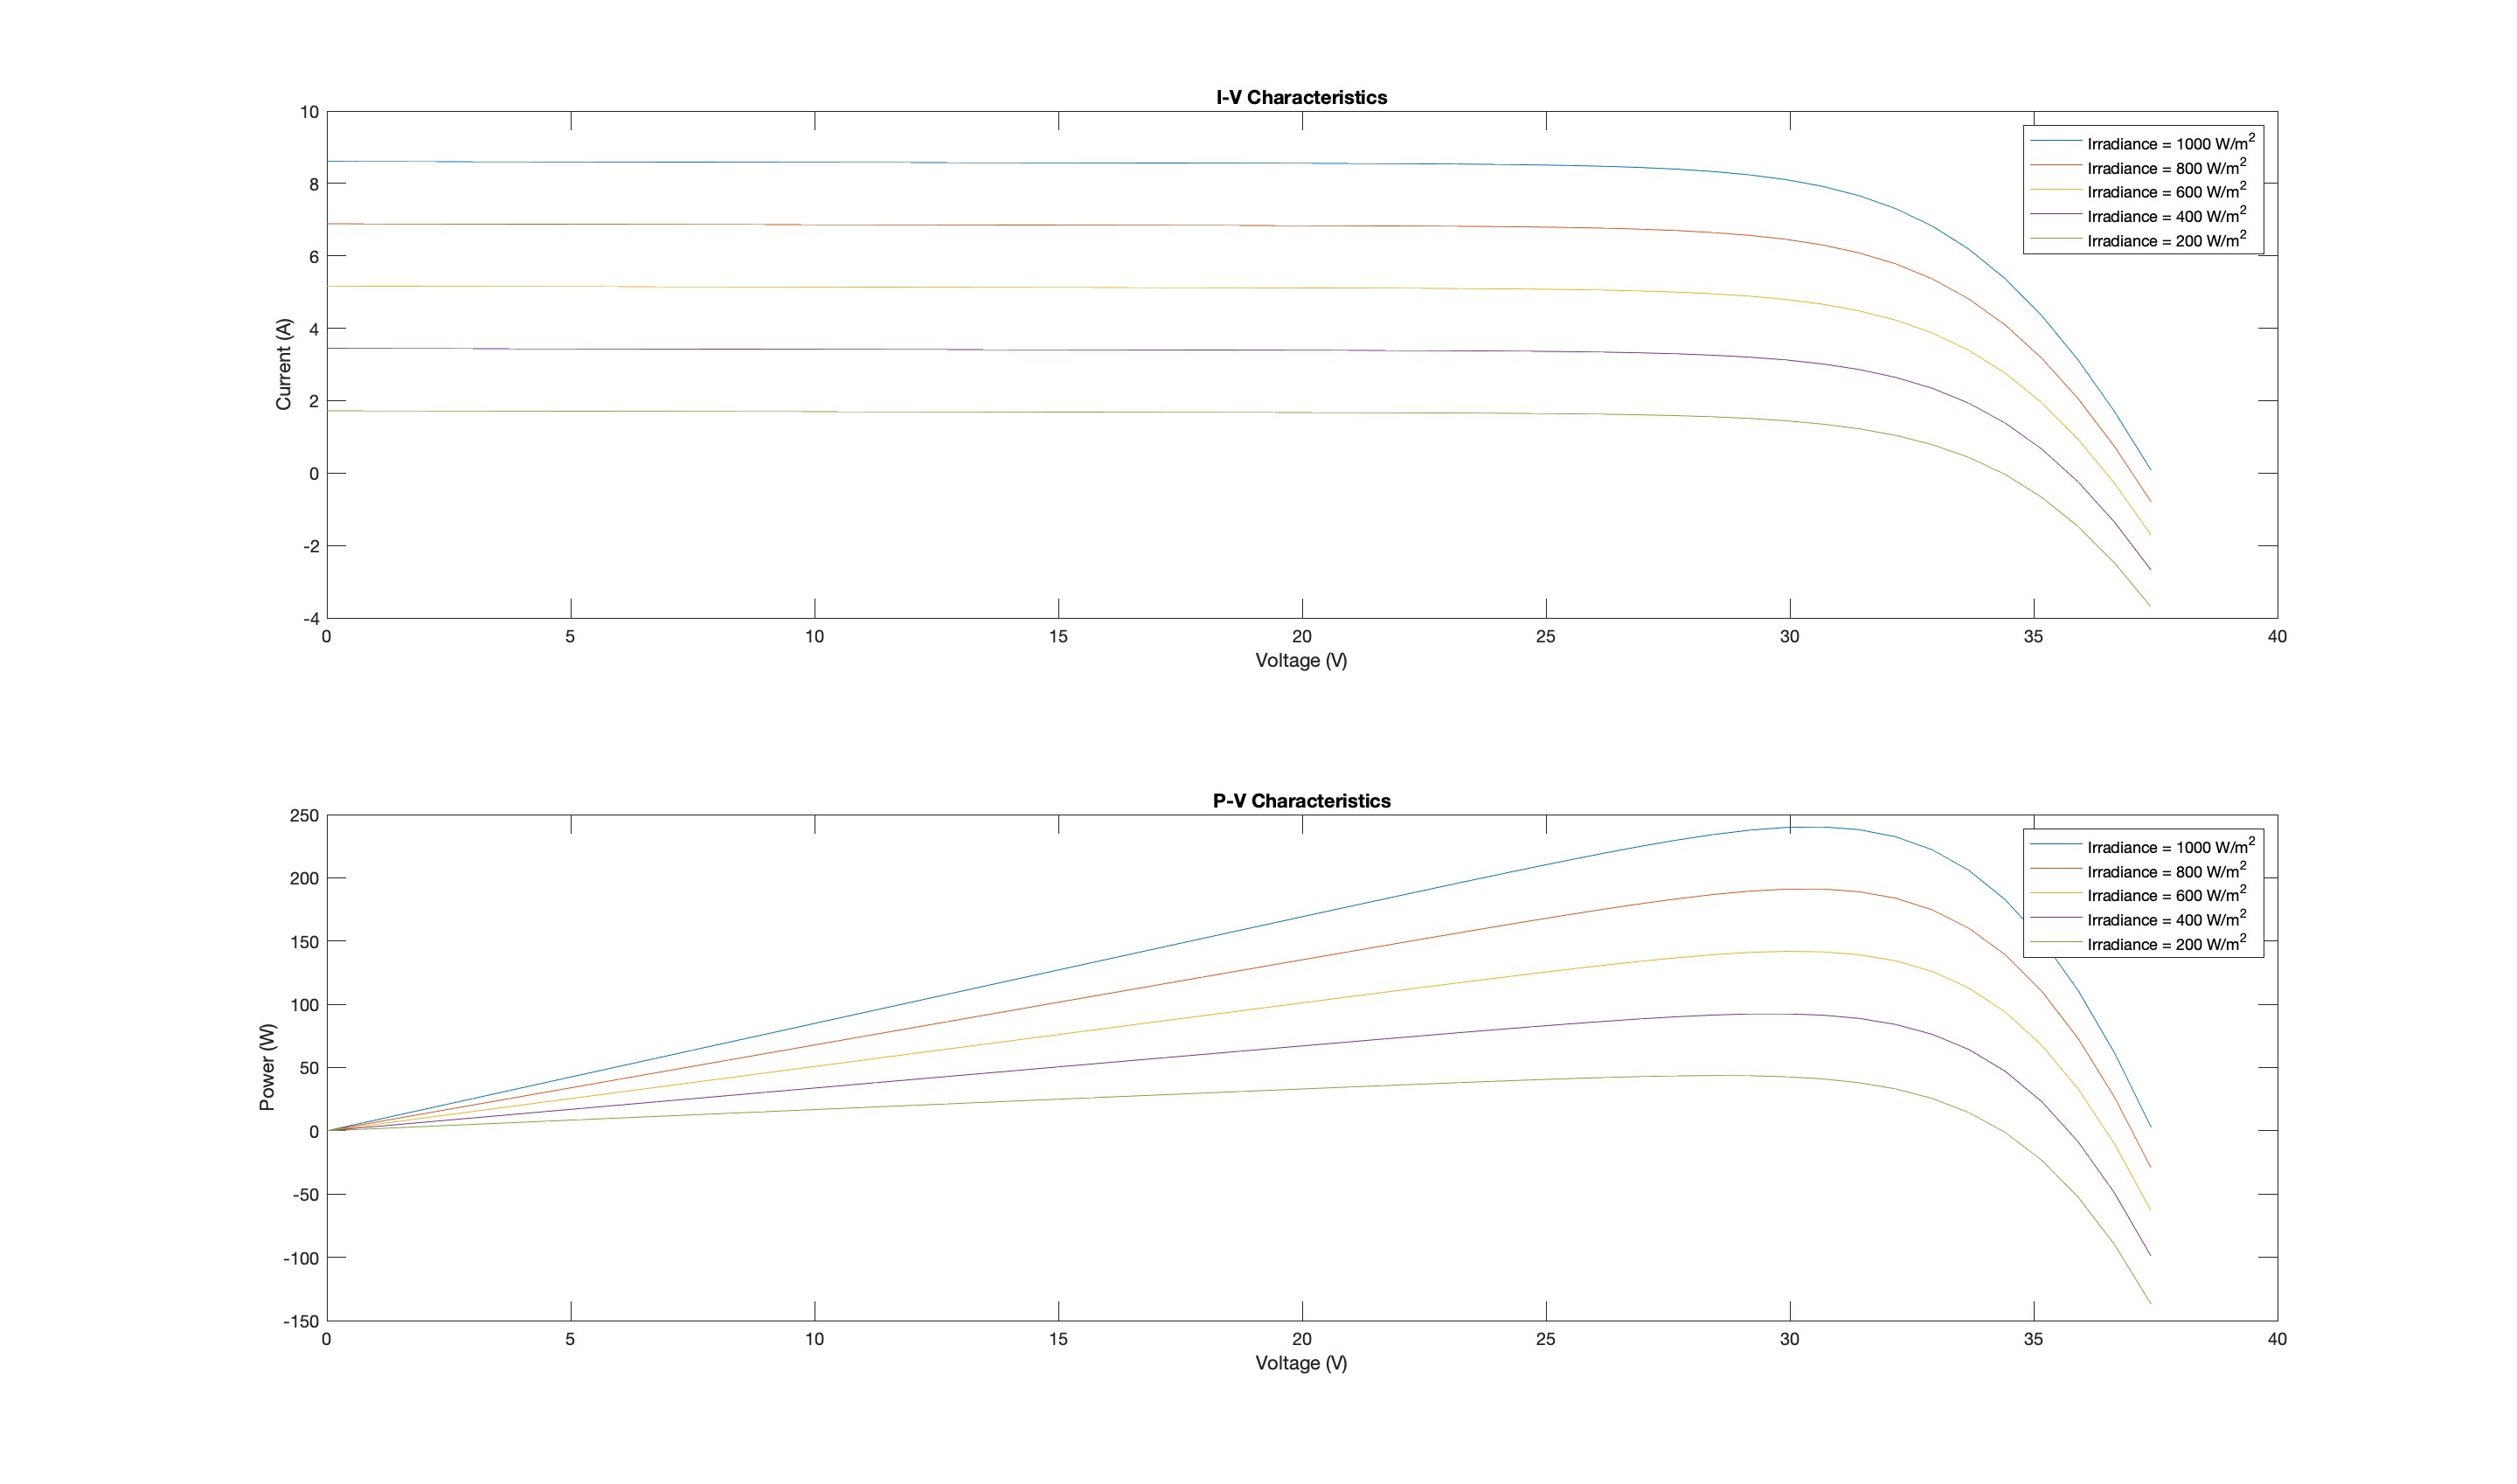 I-V Characteristics
10
8
6
4
2
0
-2
-4
Current (A)
Irradiance = 1000 W/m²
Irradiance = 800 W/m²
Irradiance = 600 W/m²
Irradiance = 400 W/m²
Irradiance = 200 W/m²
0 5 10 15 20 25 30 35 40
Voltage (V)
P-V Characteristics
250
200
150
100
50
0
-50
-100
-150
Power (W)
Irradiance = 1000 W/m²
Irradiance = 800 W/m²
Irradiance = 600 W/m²
Irradiance = 400 W/m²
Irradiance = 200 W/m²
0 5 10 15 20 25 30 35 40
Voltage (V)